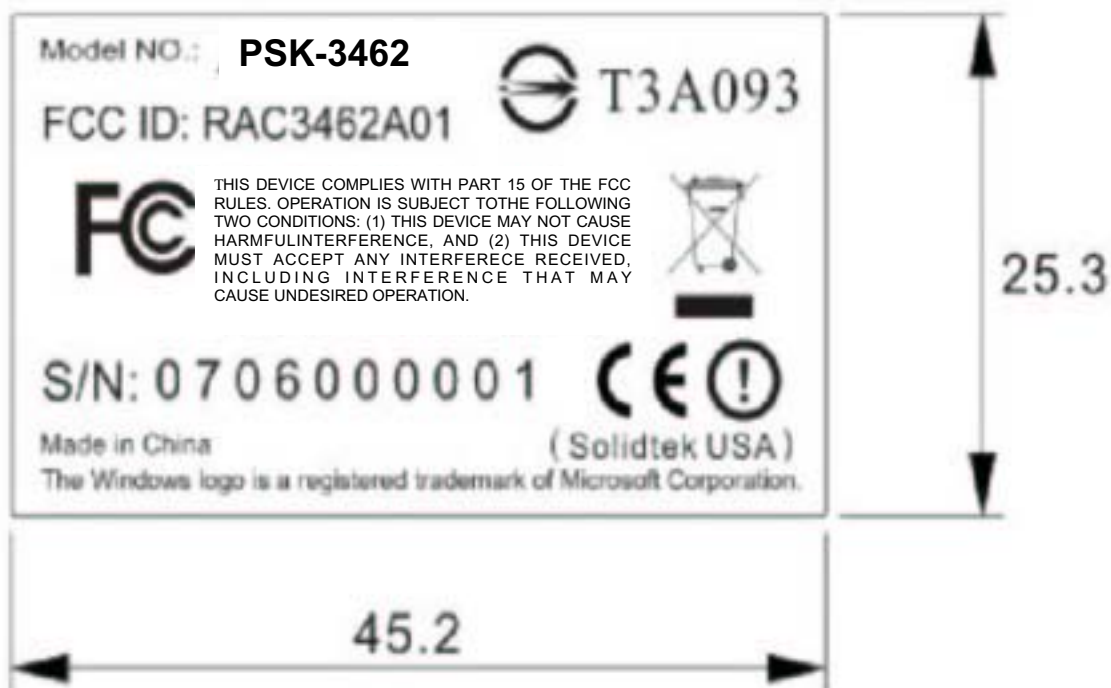 Model NO.: PSK-3462
T3A093
FCC ID: RAC3462A01
FC
THIS DEVICE COMPLIES WITH PART 15 OF THE FCC
RULES. OPERATION IS SUBJECT TOTHE FOLLOWING
TWO CONDITIONS: (1) THIS DEVICE MAY NOT CAUSE
HARMFULINTERFERENCE, AND (2) THIS DEVICE
MUST ACCEPT ANY INTERFERECE RECEIVED,
INCLUDING INTERFERENCE THAT MAY
CAUSE UNDESIRED OPERATION.
25.3
S/N: 0706000001
CE !
Made in China
(Solidtek USA)
The Windows logo is a registered trademark of Microsoft Corporation.
45.2